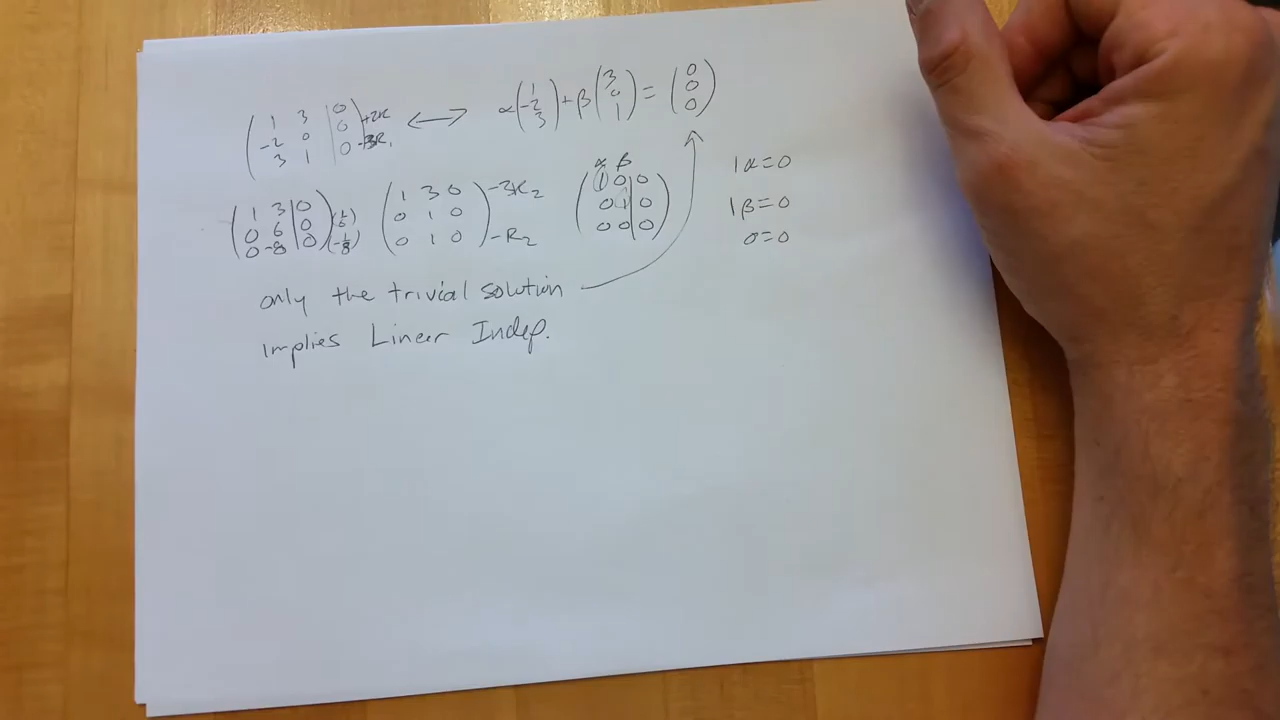 ( 1 3 | 0 ) +2R ⟷ α( 1 ) + β( 3 ) = ( 0 )
( -2 0 | 0 ) ( -2 ) ( 0 ) ( 0 )
( 3 1 | 0 ) -3R₁ ( 3 ) ( 1 ) ( 0 )
α β
( 1 3 | 0 ) ( 1 3 0 ) -3R₂ ( 1 0 | 0 ) 1α=0
( 0 6 | 0 ) (1/6) ( 0 1 0 ) ( 0 1 | 0 ) 1β=0
( 0 -8 | 0 ) (-1/8) ( 0 1 0 ) -R₂ ( 0 0 | 0 ) 0=0
only the trivial solution
implies Linear Indep.